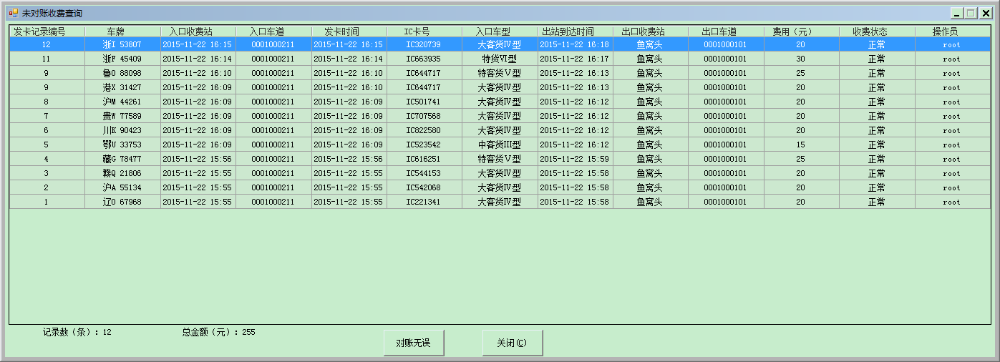 未对账收费查询
发卡记录编号 车牌 入口收费站 入口车道 发卡时间 IC卡号 入口车型 出站到达时间 出口收费站 出口车道 费用（元） 收费状态 操作员
12 浙I 53807 2015-11-22 16:15 0001000211 2015-11-22 16:15 IC320739 大客货Ⅳ型 2015-11-22 16:18 鱼窝头 0001000101 20 正常 root
11 浙F 45409 2015-11-22 16:14 0001000211 2015-11-22 16:14 IC663935 特货Ⅵ型 2015-11-22 16:17 鱼窝头 0001000101 30 正常 root
9 鲁O 88098 2015-11-22 16:10 0001000211 2015-11-22 16:10 IC644717 特客货Ⅴ型 2015-11-22 16:13 鱼窝头 0001000101 25 正常 root
9 港X 31427 2015-11-22 16:09 0001000211 2015-11-22 16:10 IC644717 大客货Ⅳ型 2015-11-22 16:13 鱼窝头 0001000101 20 正常 root
8 沪M 44261 2015-11-22 16:09 0001000211 2015-11-22 16:09 IC501741 大客货Ⅳ型 2015-11-22 16:12 鱼窝头 0001000101 20 正常 root
7 贵W 77589 2015-11-22 16:09 0001000211 2015-11-22 16:09 IC707568 大客货Ⅳ型 2015-11-22 16:12 鱼窝头 0001000101 20 正常 root
6 川K 90423 2015-11-22 16:09 0001000211 2015-11-22 16:09 IC822580 大客货Ⅳ型 2015-11-22 16:12 鱼窝头 0001000101 20 正常 root
5 鄂U 33753 2015-11-22 16:09 0001000211 2015-11-22 16:09 IC523542 中客货III型 2015-11-22 16:12 鱼窝头 0001000101 15 正常 root
4 藏G 78477 2015-11-22 15:56 0001000211 2015-11-22 15:56 IC616251 特客货Ⅴ型 2015-11-22 15:59 鱼窝头 0001000101 25 正常 root
3 赣Q 21806 2015-11-22 15:55 0001000211 2015-11-22 15:55 IC544153 大客货Ⅳ型 2015-11-22 15:58 鱼窝头 0001000101 20 正常 root
2 沪A 55134 2015-11-22 15:55 0001000211 2015-11-22 15:55 IC542068 大客货Ⅳ型 2015-11-22 15:58 鱼窝头 0001000101 20 正常 root
1 辽O 67968 2015-11-22 15:55 0001000211 2015-11-22 15:55 IC221341 大客货Ⅳ型 2015-11-22 15:58 鱼窝头 0001000101 20 正常 root
记录数（条）：12 总金额（元）：255
对账无误 关闭(C)